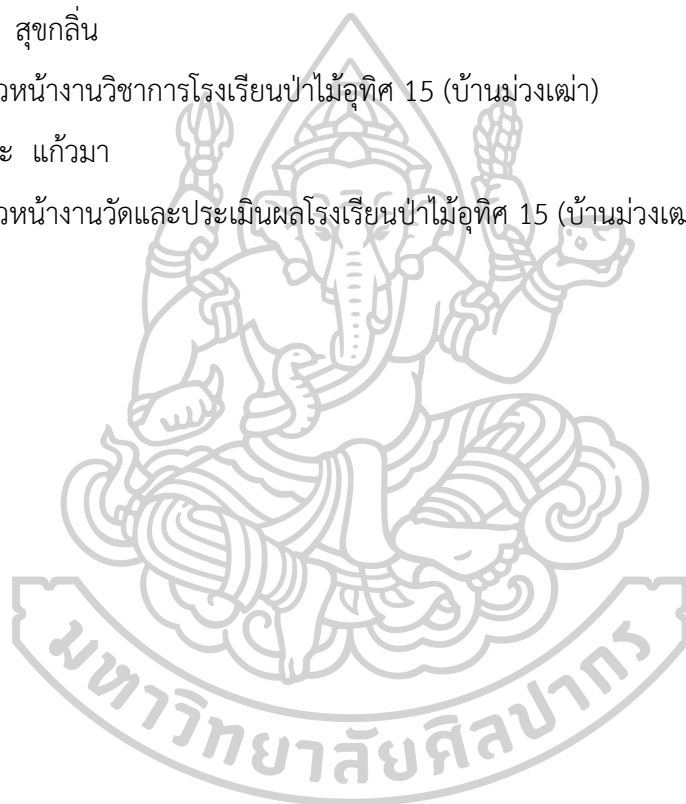 สุขกลิ่น
วหน้างานวิชาการโรงเรียนป่าไม้อุทิศ 15 (บ้านม่วงเฒ่า)
ะ แก้วมา
วหน้างานวัดและประเมินผลโรงเรียนป่าไม้อุทิศ 15 (บ้านม่วงเฒ
มหาวิทยาลัยศิลปากร